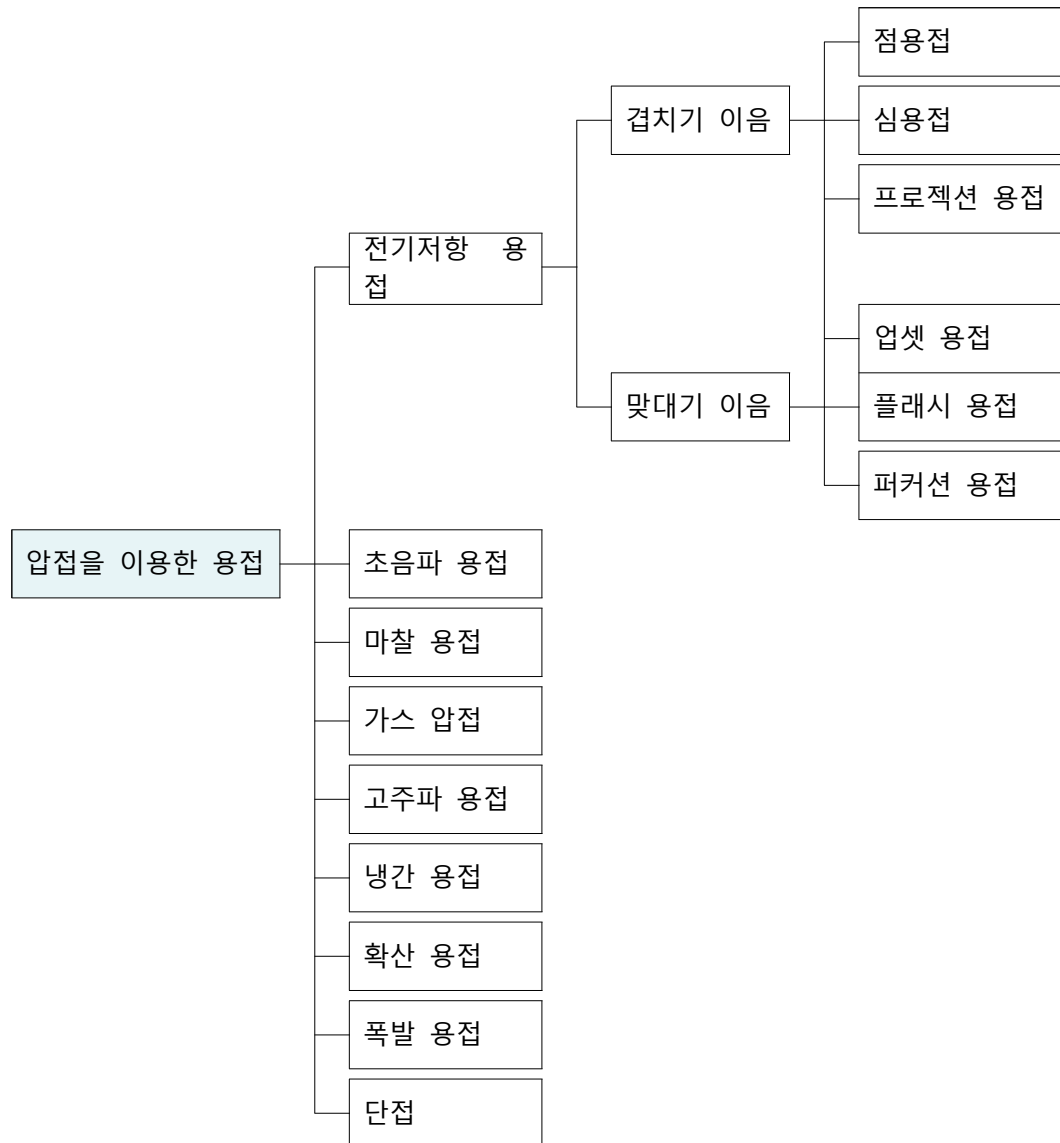 점용접
겹치기 이음
심용접
프로젝션 용접
전기저항 용
접
업셋 용접
맞대기 이음
플래시 용접
퍼커션 용접
압접을 이용한 용접
초음파 용접
마찰 용접
가스 압접
고주파 용접
냉간 용접
확산 용접
폭발 용접
단접